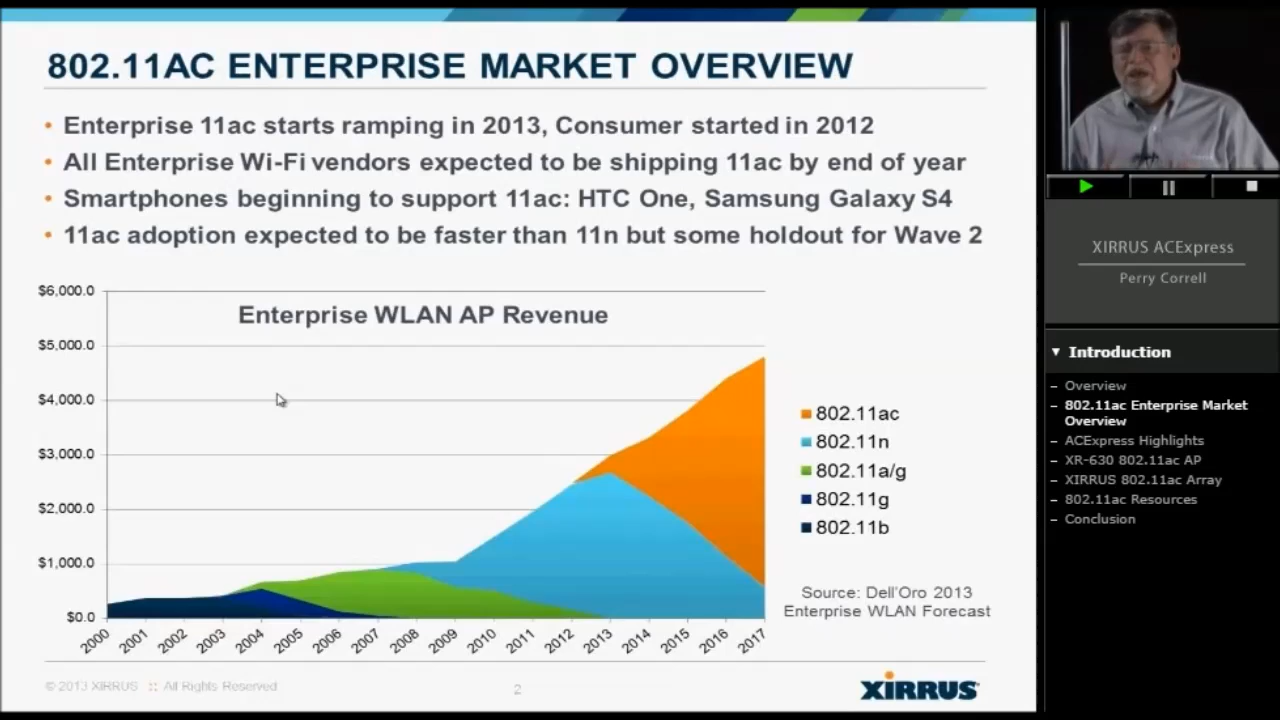 802.11AC ENTERPRISE MARKET OVERVIEW
• Enterprise 11ac starts ramping in 2013, Consumer started in 2012
• All Enterprise Wi-Fi vendors expected to be shipping 11ac by end of year
• Smartphones beginning to support 11ac: HTC One, Samsung Galaxy S4
• 11ac adoption expected to be faster than 11n but some holdout for Wave 2
Enterprise WLAN AP Revenue
$6,000.0
$5,000.0
$4,000.0
$3,000.0
$2,000.0
$1,000.0
$0.0
2000 2001 2002 2003 2004 2005 2006 2007 2008 2009 2010 2011 2012 2013 2014 2015 2016 2017
802.11ac
802.11n
802.11a/g
802.11g
802.11b
Source: Dell'Oro 2013
Enterprise WLAN Forecast
© 2013 XIRRUS :: All Rights Reserved
2
XIRRUS
XIRRUS ACExpress
Perry Correll
▼ Introduction
– Overview
– 802.11ac Enterprise Market
Overview
– ACExpress Highlights
– XR-630 802.11ac AP
– XIRRUS 802.11ac Array
– 802.11ac Resources
– Conclusion